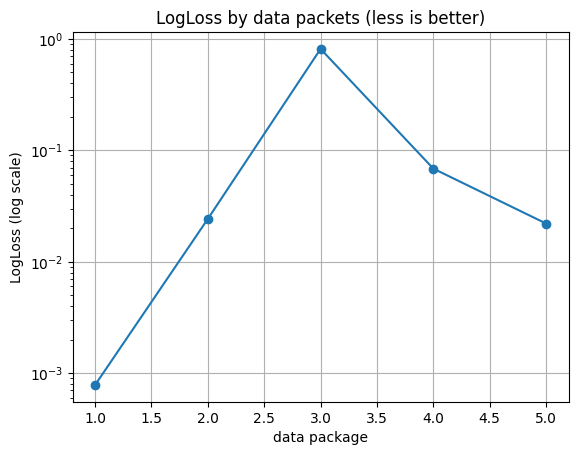 LogLoss by data packets (less is better)
LogLoss (log scale)
10⁰
10⁻¹
10⁻²
10⁻³
1.0 1.5 2.0 2.5 3.0 3.5 4.0 4.5 5.0
data package